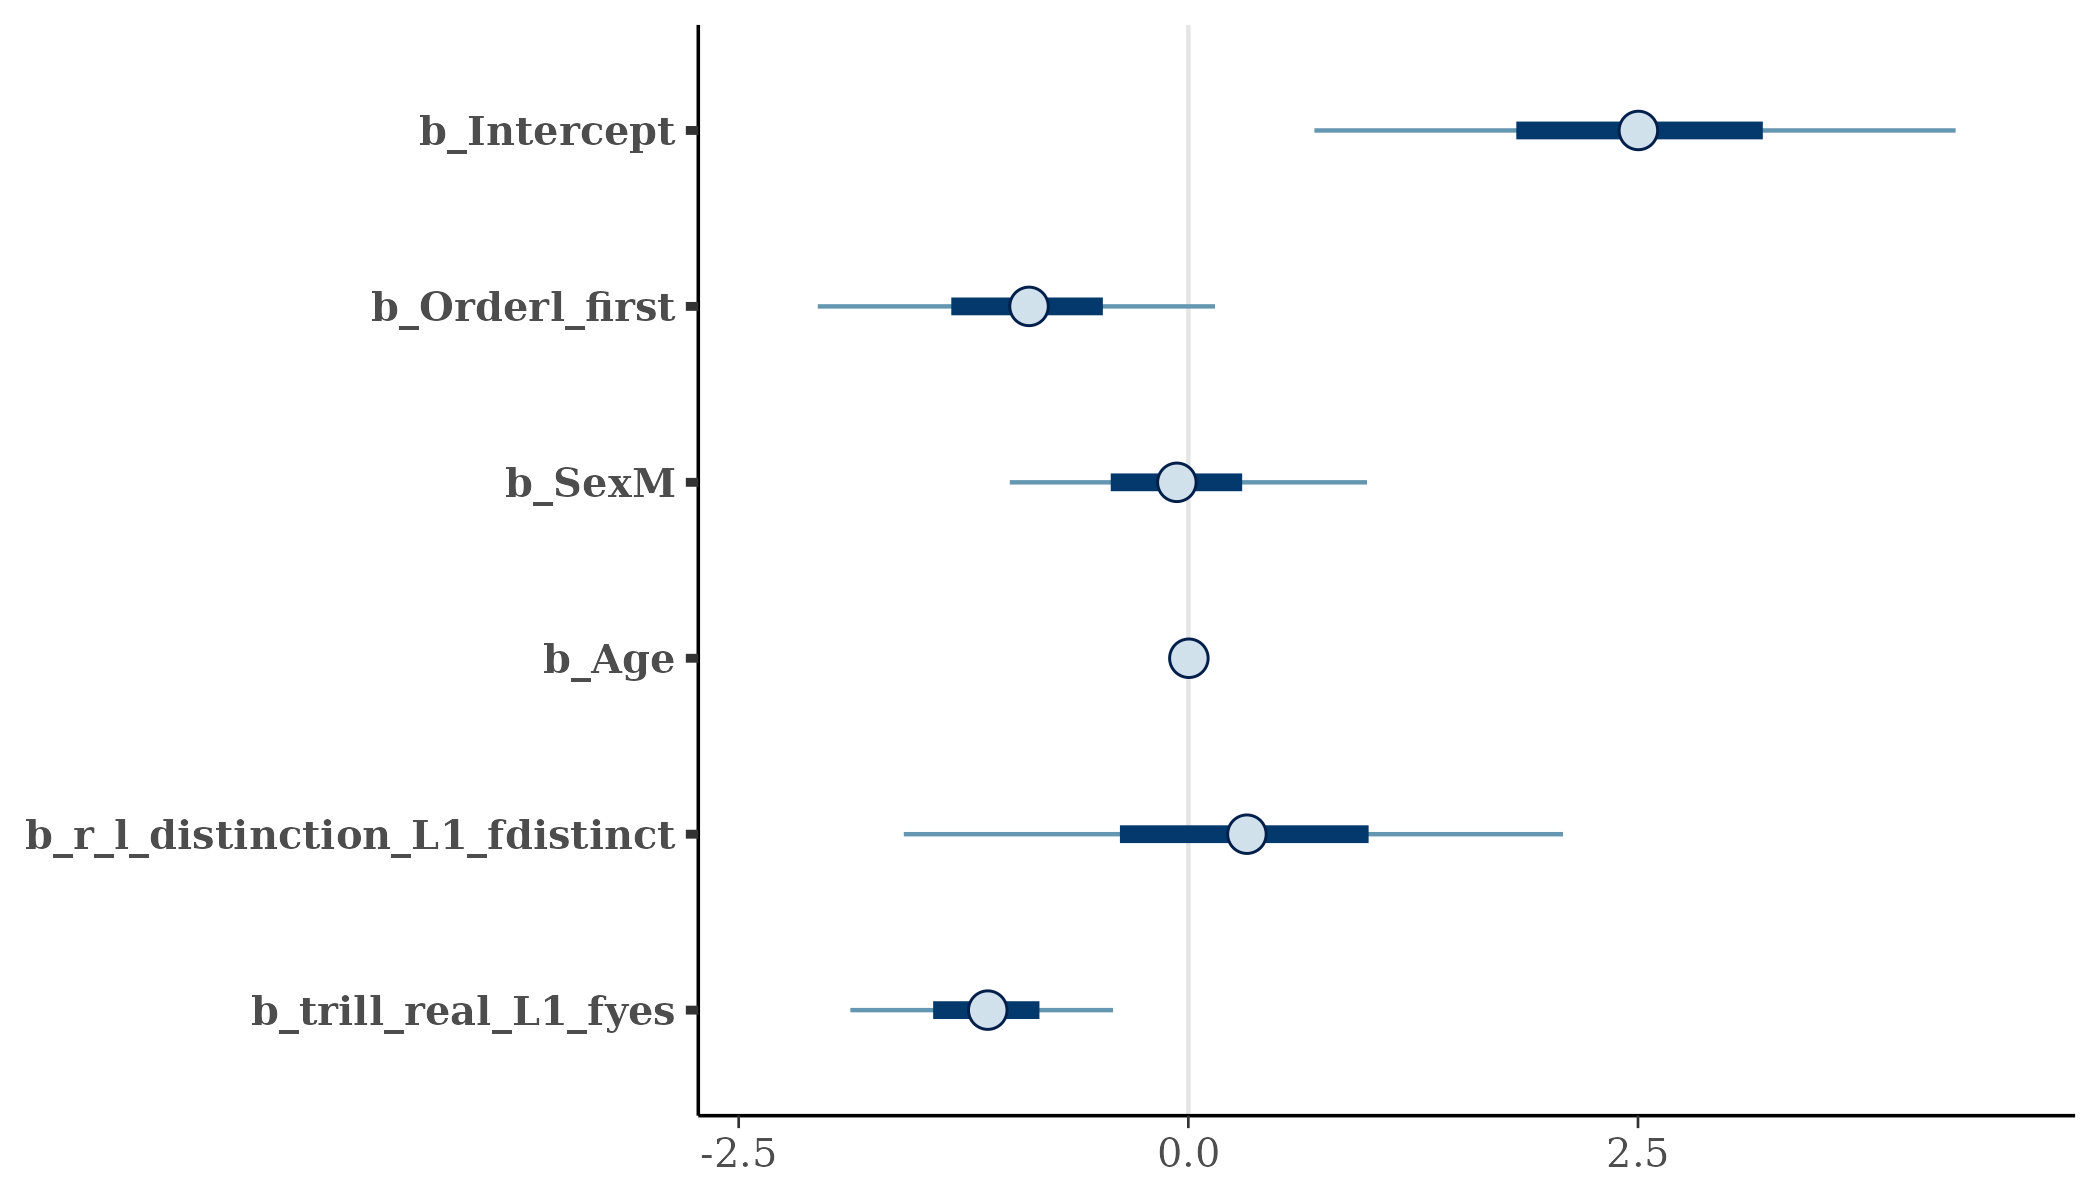 b_Intercept
b_Orderl_first
b_SexM
b_Age
b_r_l_distinction_L1_fdistinct
b_trill_real_L1_fyes
-2.5 0.0 2.5